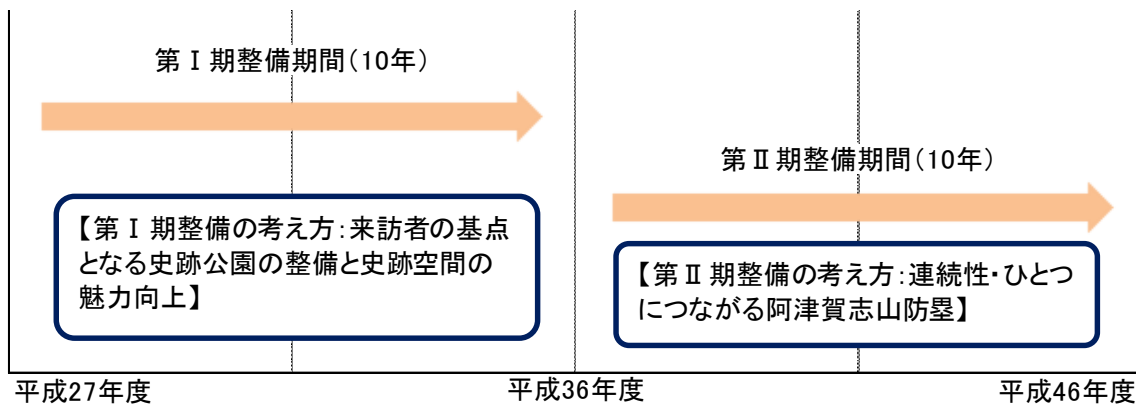 第Ⅰ期整備期間（10年）
【第Ⅰ期整備の考え方：来訪者の基点
となる史跡公園の整備と史跡空間の
魅力向上】
第Ⅱ期整備期間（10年）
【第Ⅱ期整備の考え方：連続性・ひとつ
につながる阿津賀志山防塁】
平成27年度
平成36年度
平成46年度